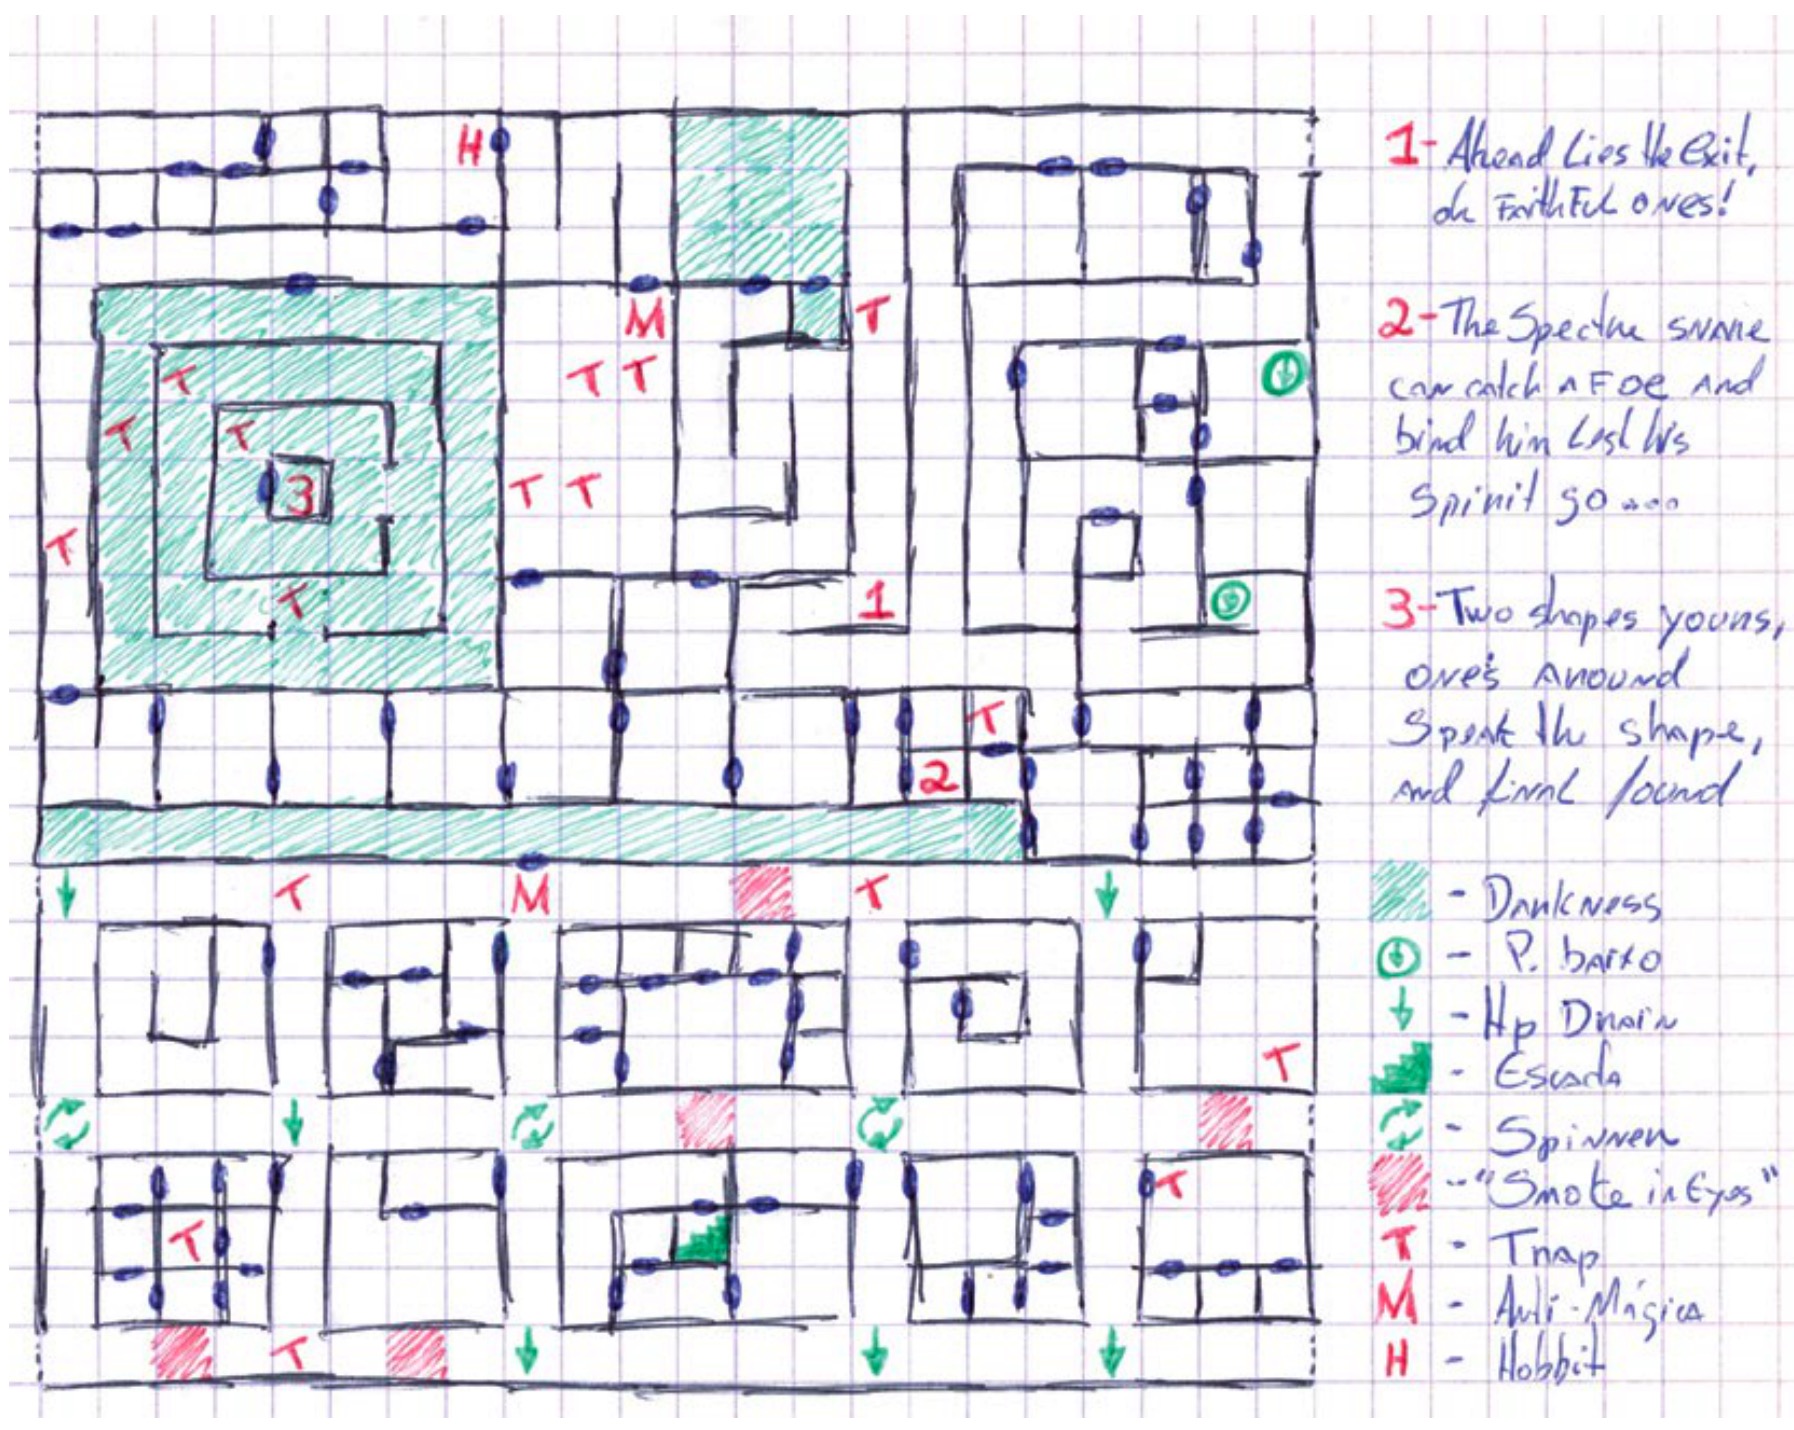 H
M T
T T T
T T
3 T T
T
T 1
T
2
T M T
T
T
T
T
1- Ahead lies the exit,
oh Faithful ones!
2- The Spectre snare
can catch a Foe and
bind him lest his
Spirit go ....
3- Two shapes yours,
one's around
Speak the shape,
and final found
- Darkness
- P. baixo
- Hp Drain
- Escada
- Spinner
- "Smoke in Eyes"
T - Trap
M - Anti-Mágica
H - Hobbit